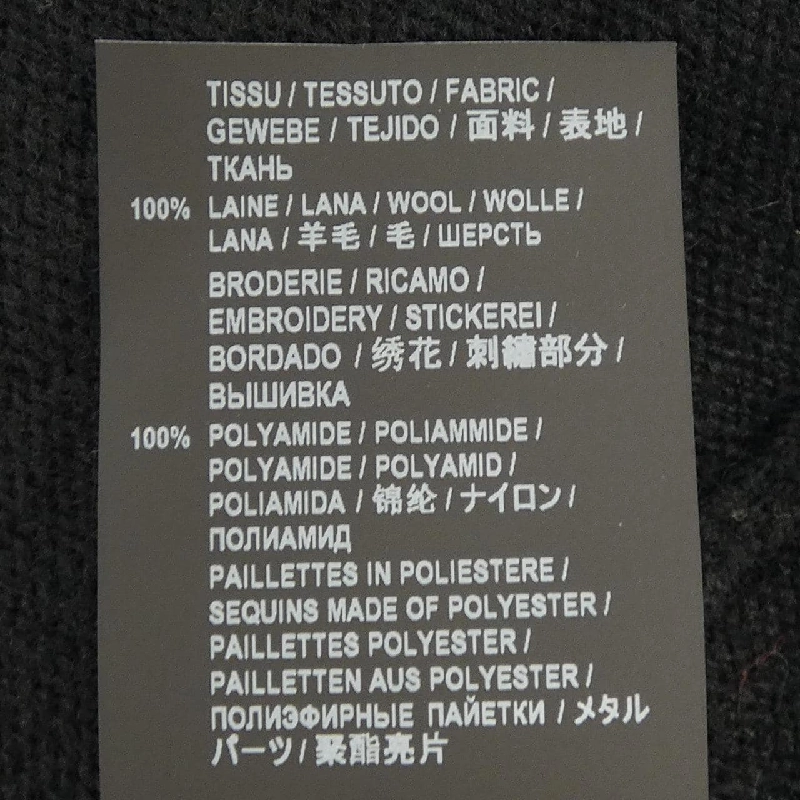 TISSU / TESSUTO / FABRIC /
GEWEBE / TEJIDO / 面料 / 表地 /
ТКАНЬ
100% LAINE / LANA / WOOL / WOLLE /
LANA / 羊毛 / 毛 / ШЕРСТЬ
BRODERIE / RICAMO /
EMBROIDERY / STICKEREI /
BORDADO / 绣花 / 刺繍部分 /
ВЫШИВКА
100% POLYAMIDE / POLIAMMIDE /
POLYAMIDE / POLYAMID /
POLIAMIDA / 锦纶 / ナイロン /
ПОЛИАМИД
PAILLETTES IN POLIESTERE /
SEQUINS MADE OF POLYESTER /
PAILLETTES POLYESTER /
PAILLETTEN AUS POLYESTER /
ПОЛИЭФИРНЫЕ ПАЙЕТКИ / メタル
パーツ / 聚酯亮片